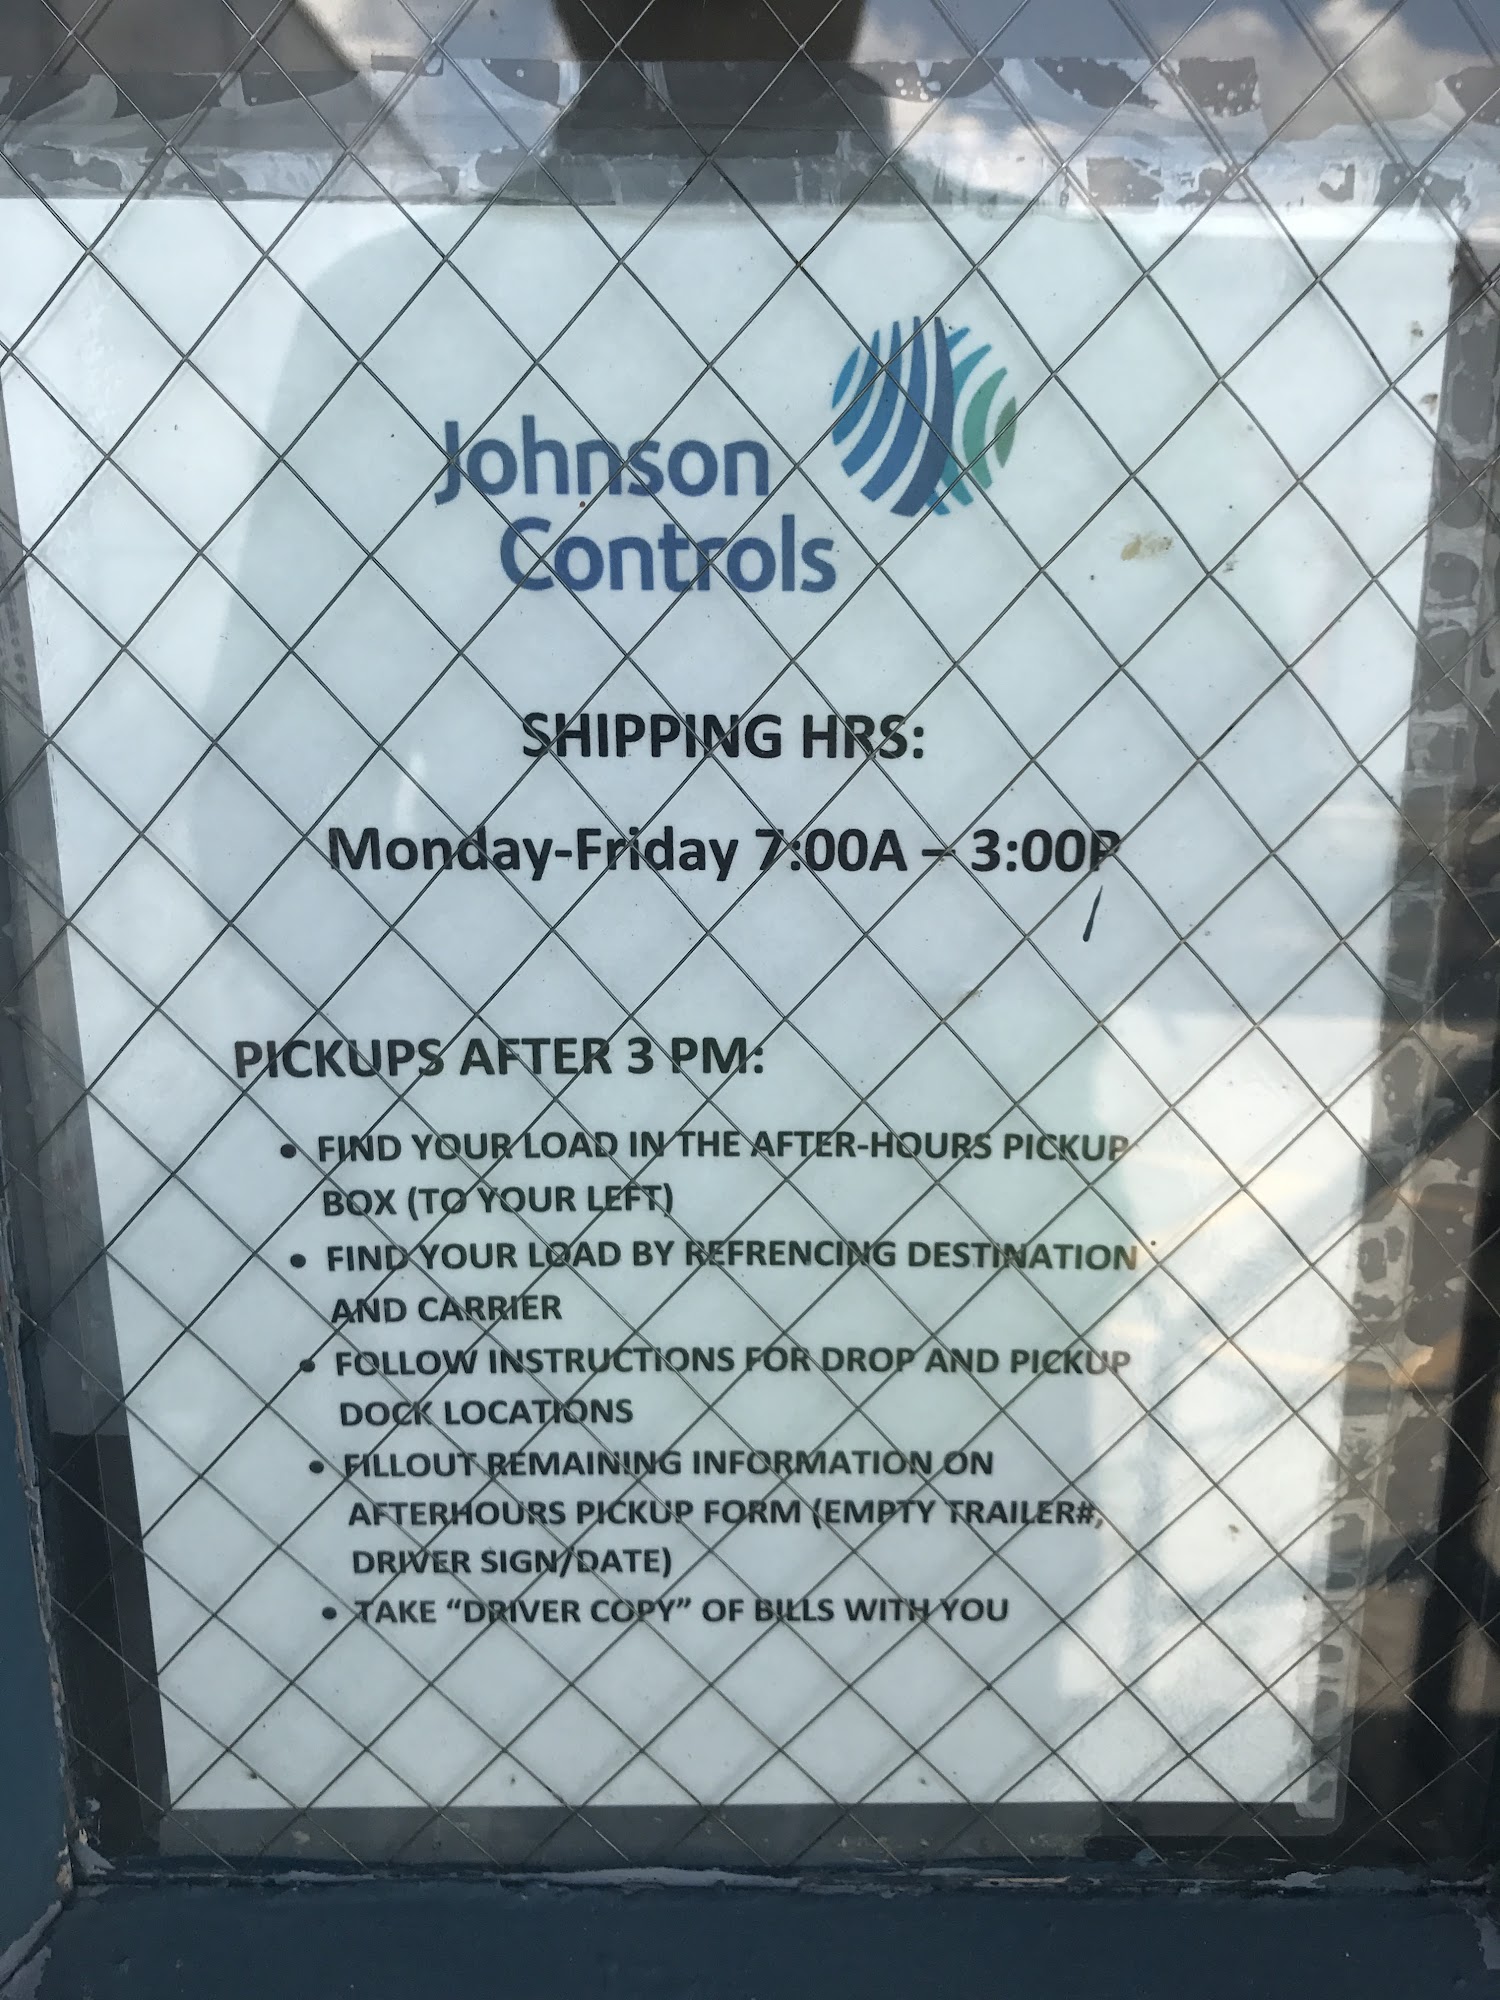 Johnson
Controls
SHIPPING HRS:
Monday-Friday 7:00A – 3:00P
PICKUPS AFTER 3 PM:
• FIND YOUR LOAD IN THE AFTER-HOURS PICKUP
BOX (TO YOUR LEFT)
• FIND YOUR LOAD BY REFRENCING DESTINATION
AND CARRIER
• FOLLOW INSTRUCTIONS FOR DROP AND PICKUP
DOCK LOCATIONS
• FILLOUT REMAINING INFORMATION ON
AFTERHOURS PICKUP FORM (EMPTY TRAILER#,
DRIVER SIGN/DATE)
• TAKE “DRIVER COPY” OF BILLS WITH YOU